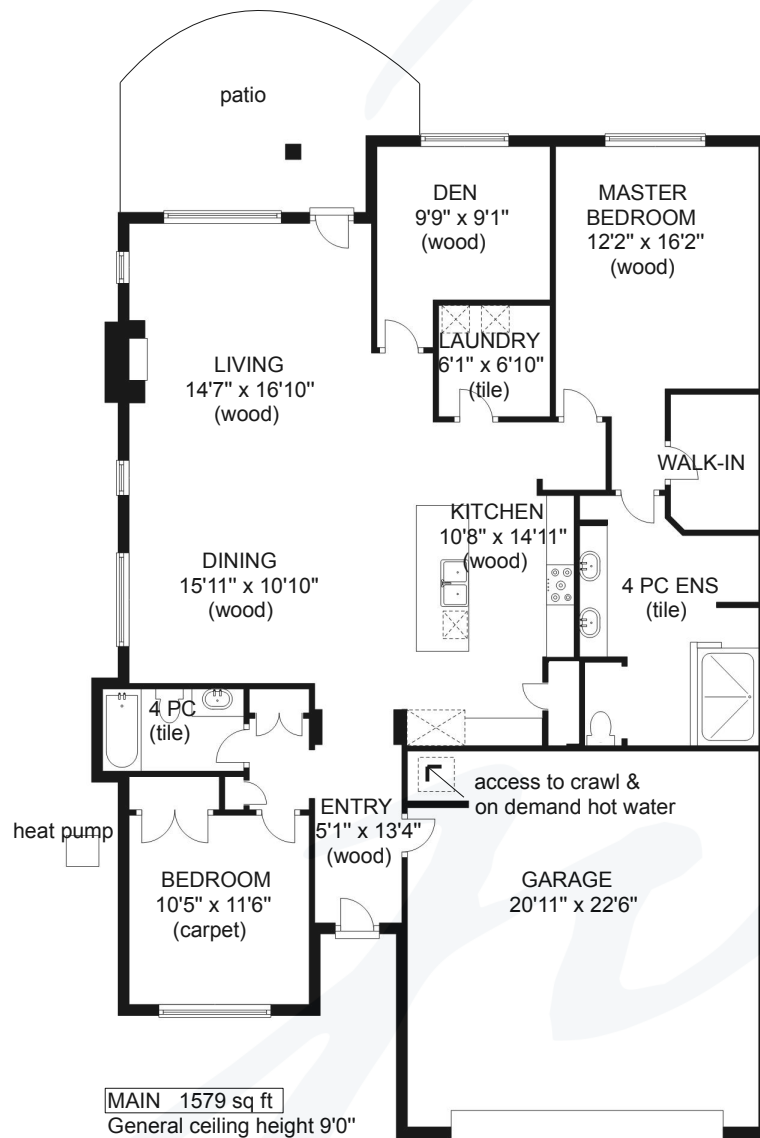 patio
DEN
9'9" x 9'1"
(wood)
MASTER
BEDROOM
12'2" x 16'2"
(wood)
LAUNDRY
6'1" x 6'10"
(tile)
LIVING
14'7" x 16'10"
(wood)
WALK-IN
KITCHEN
10'8" x 14'11"
(wood)
DINING
15'11" x 10'10"
(wood)
4 PC ENS
(tile)
4 PC
(tile)
access to crawl &
on demand hot water
heat pump
ENTRY
5'1" x 13'4"
(wood)
BEDROOM
10'5" x 11'6"
(carpet)
GARAGE
20'11" x 22'6"
MAIN 1579 sq ft
General ceiling height 9'0"